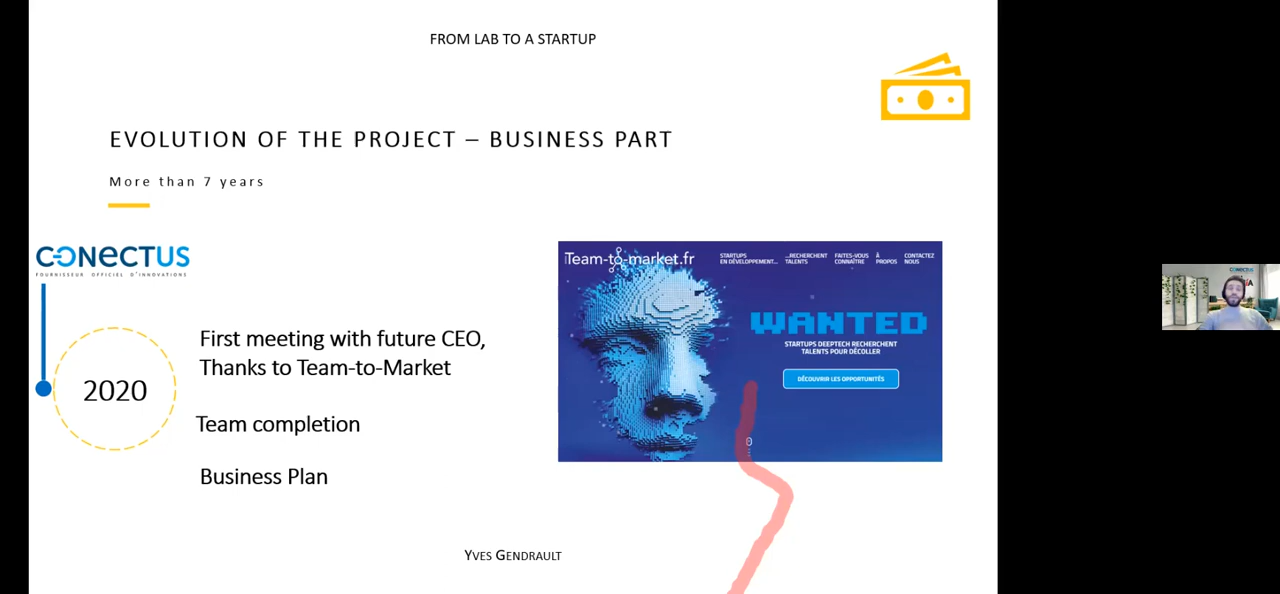 FROM LAB TO A STARTUP
EVOLUTION OF THE PROJECT – BUSINESS PART
More than 7 years
CONECTUS
FOURNISSEUR OFFICIEL D'INNOVATIONS
2020
First meeting with future CEO,
Thanks to Team-to-Market
Team completion
Business Plan
Team-to-market.fr
STARTUPS
EN DÉVELOPPEMENT...
...RECHERCHENT
TALENTS
FAITES-VOUS
CONNAÎTRE
À
PROPOS
CONTACTEZ
NOUS
WANTED
STARTUPS DEEPTECH RECHERCHENT
TALENTS POUR DÉCOLLER
DÉCOUVRIR LES OPPORTUNITÉS
YVES GENDRAULT
CONECTUS